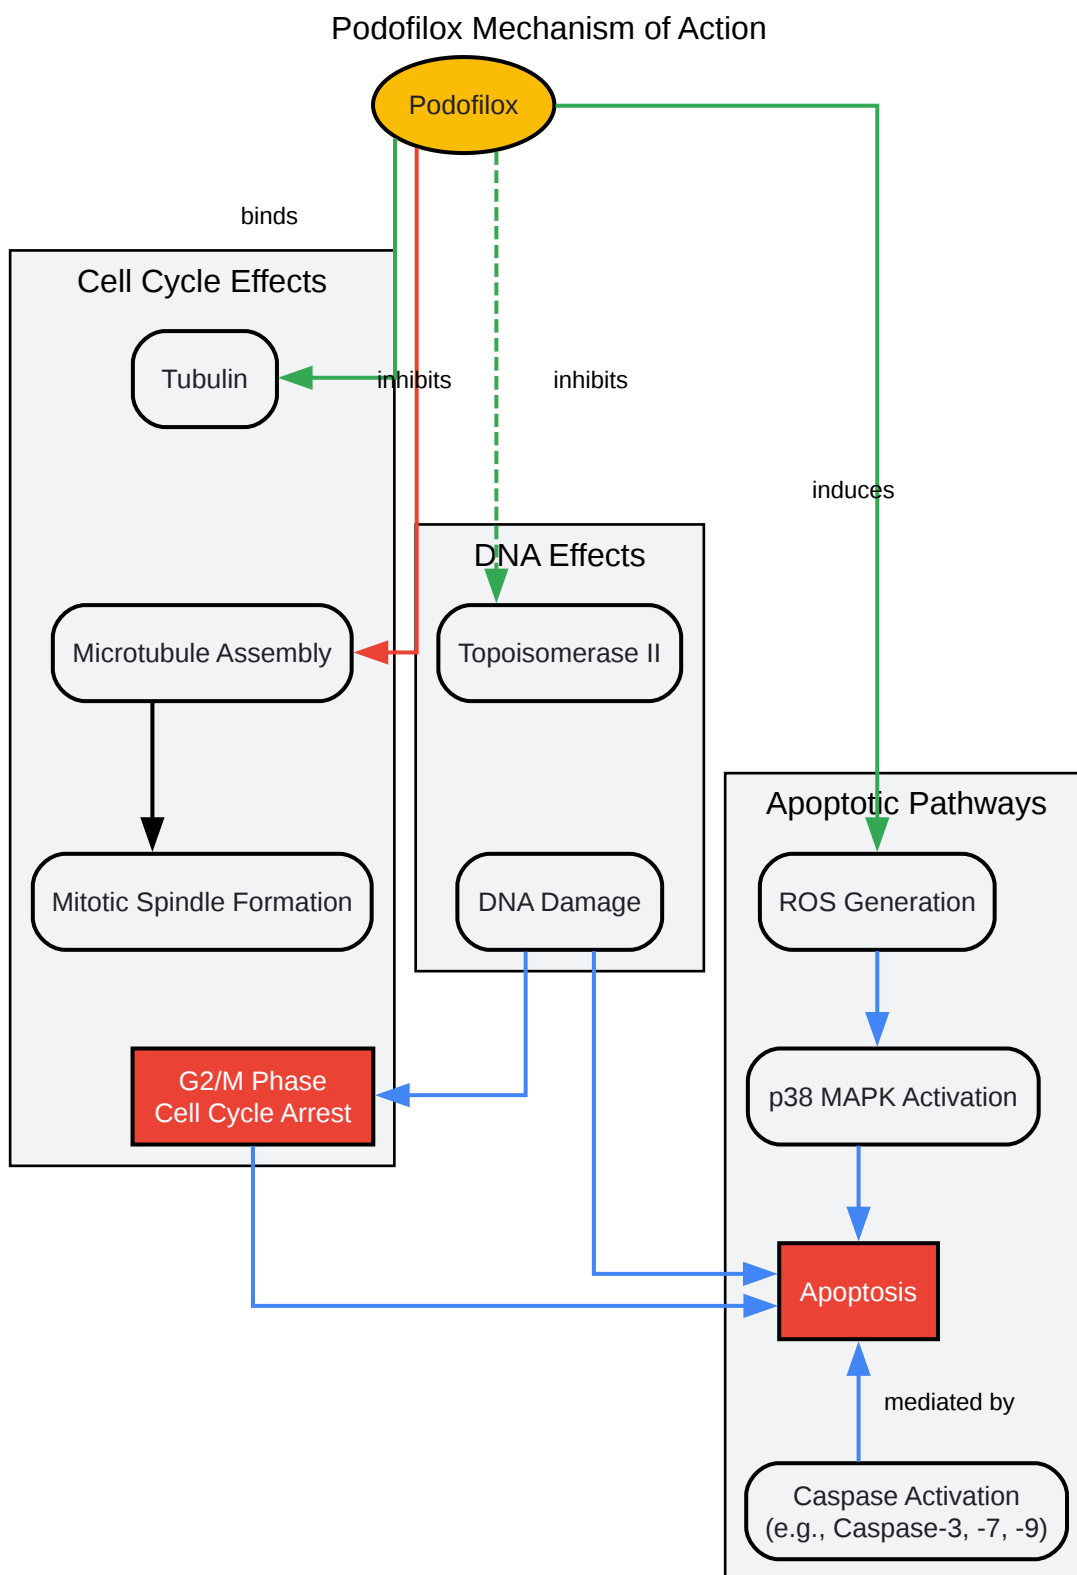 Podofilox Mechanism of Action
Podofilox
binds
Cell Cycle Effects
Tubulin
inhibits
inhibits
induces
DNA Effects
Microtubule Assembly
Topoisomerase II
Apoptotic Pathways
Mitotic Spindle Formation
DNA Damage
ROS Generation
G2/M Phase
Cell Cycle Arrest
p38 MAPK Activation
Apoptosis
mediated by
Caspase Activation
(e.g., Caspase-3, -7, -9)